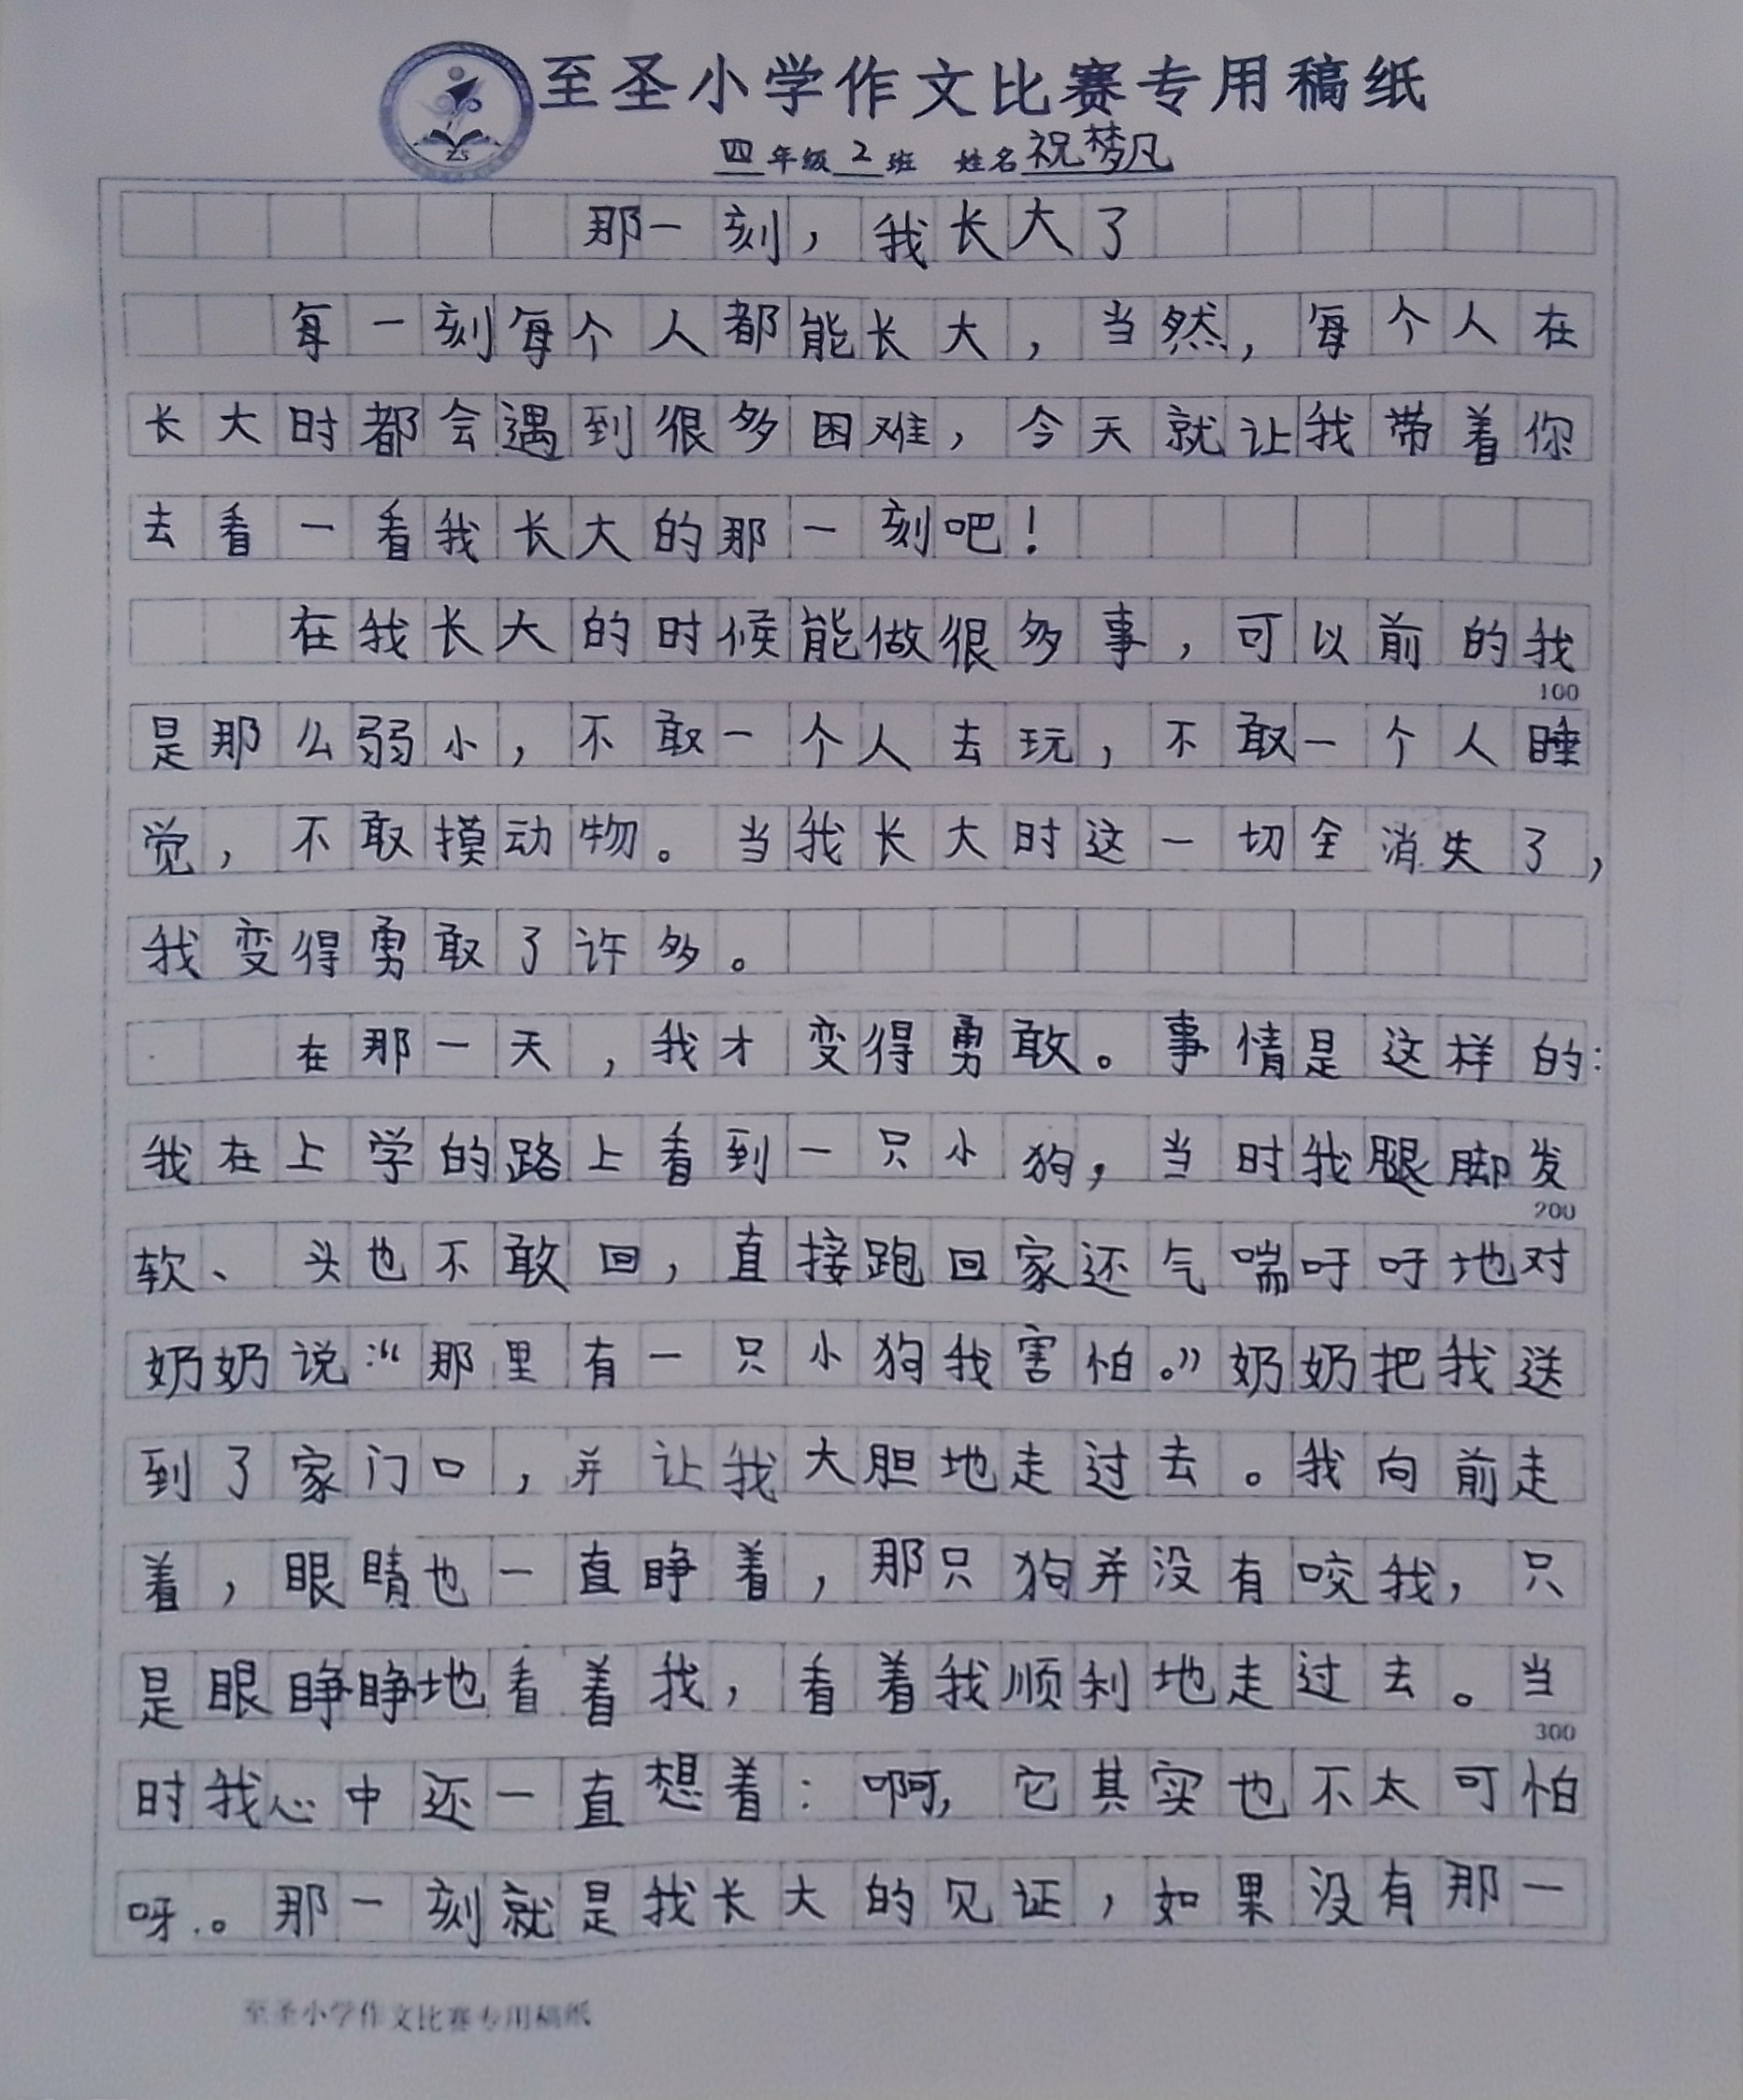 至圣小学作文比赛专用稿纸
ZS
四年级2班 姓名祝梦凡
那一刻，我长大了
每一刻每个人都能长大，当然，每个人在
长大时都会遇到很多困难，今天就让我带着你
去看一看我长大的那一刻吧！
在我长大的时候能做很多事，可以前的我
100
是那么弱小，不敢一个人去玩，不敢一个人睡
觉，不敢摸动物。当我长大时这一切全消失了，
我变得勇敢了许多。
在那一天，我才变得勇敢。事情是这样的：
我在上学的路上看到一只小狗，当时我腿脚发
200
软、头也不敢回，直接跑回家还气喘吁吁地对
奶奶说：“那里有一只小狗我害怕。”奶奶把我送
到了家门口，并让我大胆地走过去。我向前走
着，眼睛也一直睁着，那只狗并没有咬我，只
是眼睁睁地看着我，看着我顺利地走过去。当
300
时我心中还一直想着：啊，它其实也不太可怕
呀。那一刻就是我长大的见证，如果没有那一
至圣小学作文比赛专用稿纸